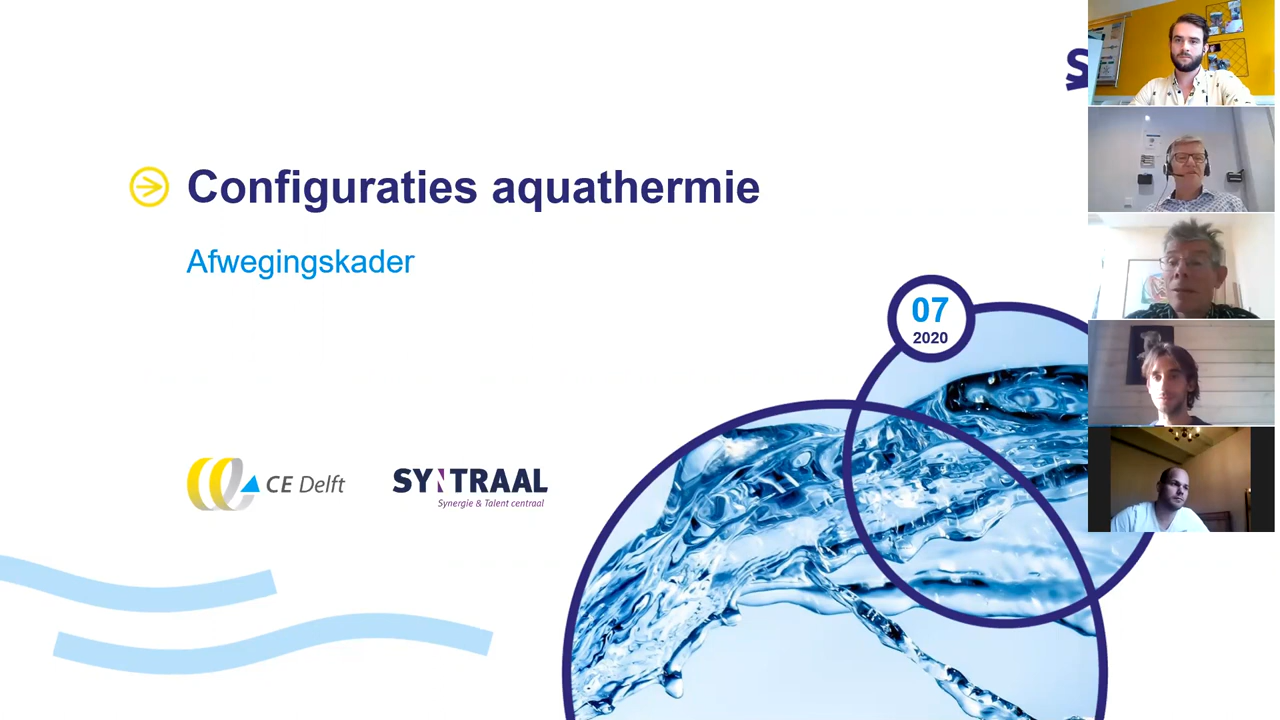 S
Configuraties aquathermie
Afwegingskader
07
2020
CE Delft
SYNTRAAL
Synergie & Talent centraal